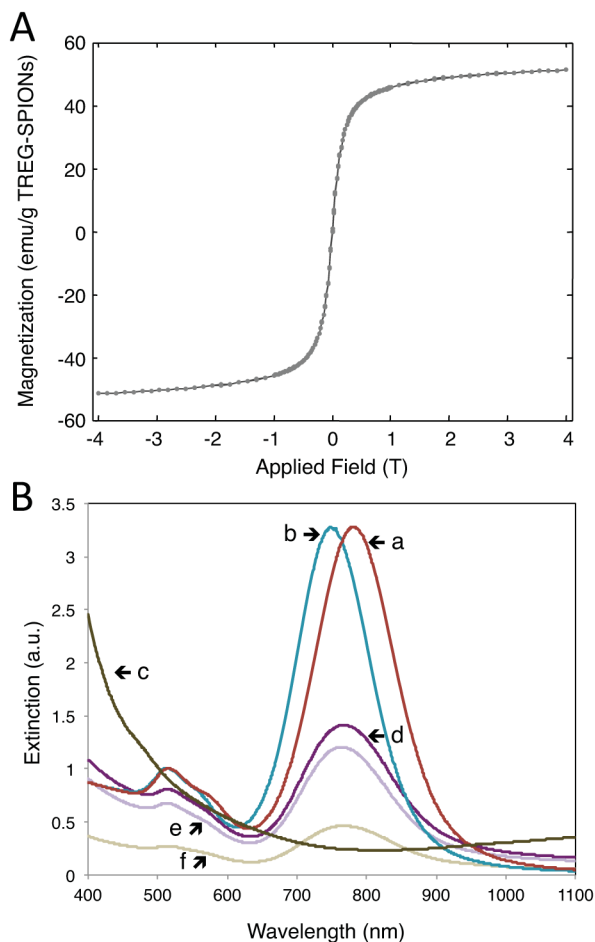 A
60
40
20
0
-20
-40
-60
-4 -3 -2 -1 0 1 2 3 4
Magnetization (emu/g TREG-SPIONs)
Applied Field (T)
B
3.5
3
2.5
2
1.5
1
0.5
0
400 500 600 700 800 900 1000 1100
Extinction (a.u.)
Wavelength (nm)
b
a
c
d
e
f